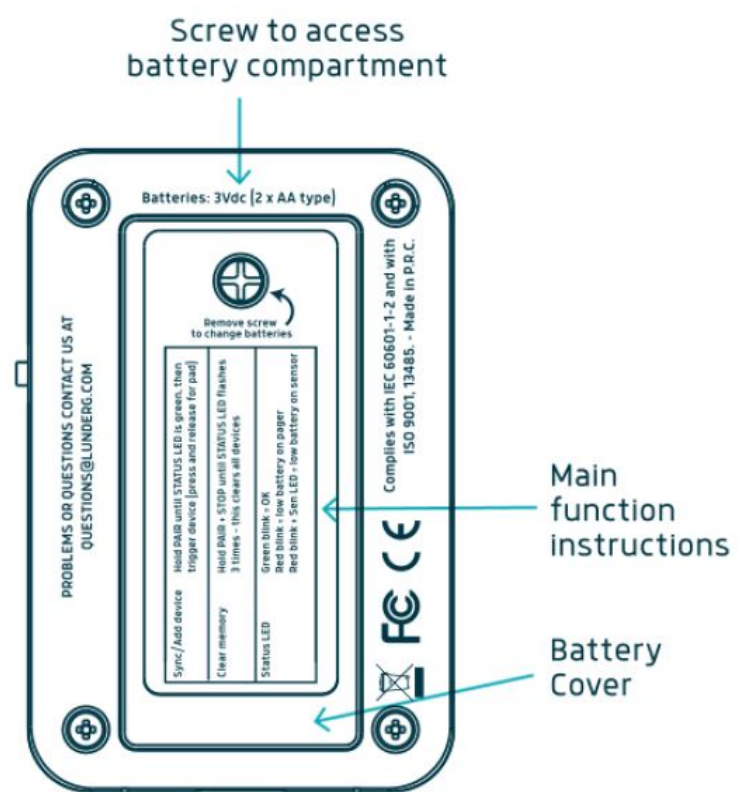 Screw to access
battery compartment
Batteries: 3Vdc (2 x AA type)
Remove screw
to change batteries
PROBLEMS OR QUESTIONS CONTACT US AT
QUESTIONS@LUNDERG.COM
Sync/Add device Hold PAIR until STATUS LED is green, then
trigger device (press and release for pad)
Clear memory Hold PAIR + STOP until STATUS LED flashes
3 times - this clears all devices
Status LED Green blink = OK
Red blink = low battery on pager
Red blink + Sen LED = low battery on sensor
Complies with IEC 60601-1-2 and with
ISO 9001, 13485. - Made in P.R.C.
FC CE
Main
function
instructions
Battery
Cover